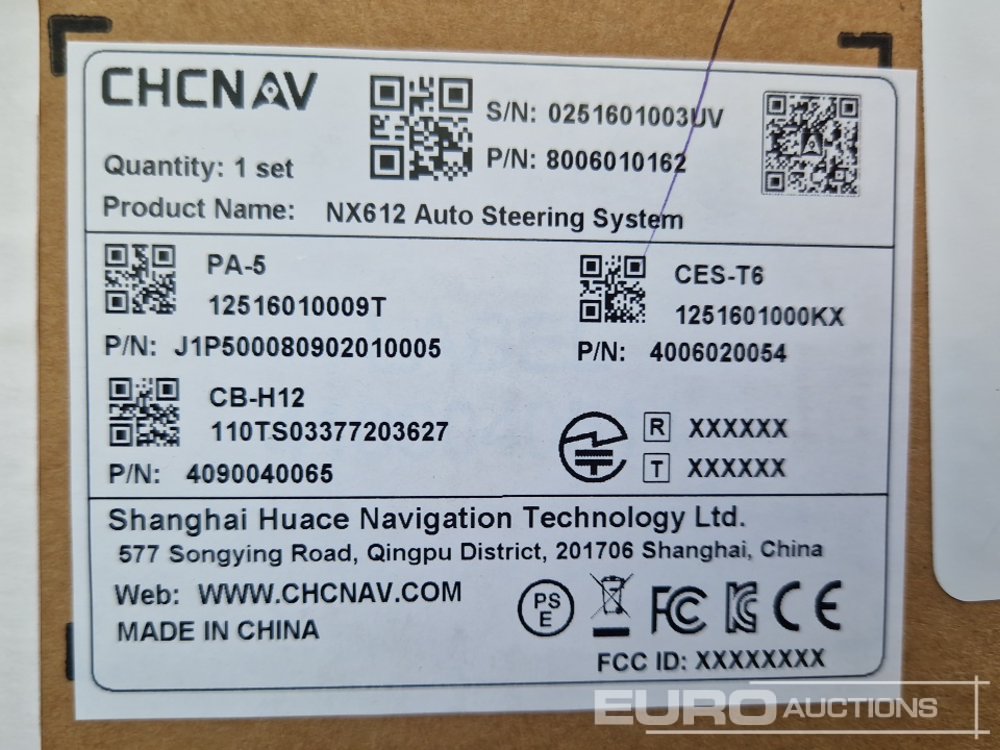 CHCNAV
S/N: 0251601003UV
P/N: 8006010162
Quantity: 1 set
Product Name: NX612 Auto Steering System
PA-5
12516010009T
P/N: J1P500080902010005
CES-T6
1251601000KX
P/N: 4006020054
CB-H12
110TS03377203627
P/N: 4090040065
R XXXXXX
T XXXXXX
Shanghai Huace Navigation Technology Ltd.
577 Songying Road, Qingpu District, 201706 Shanghai, China
Web: WWW.CHCNAV.COM
MADE IN CHINA
PS
E
FC
CE
FCC ID: XXXXXXXX
EURO AUCTIONS